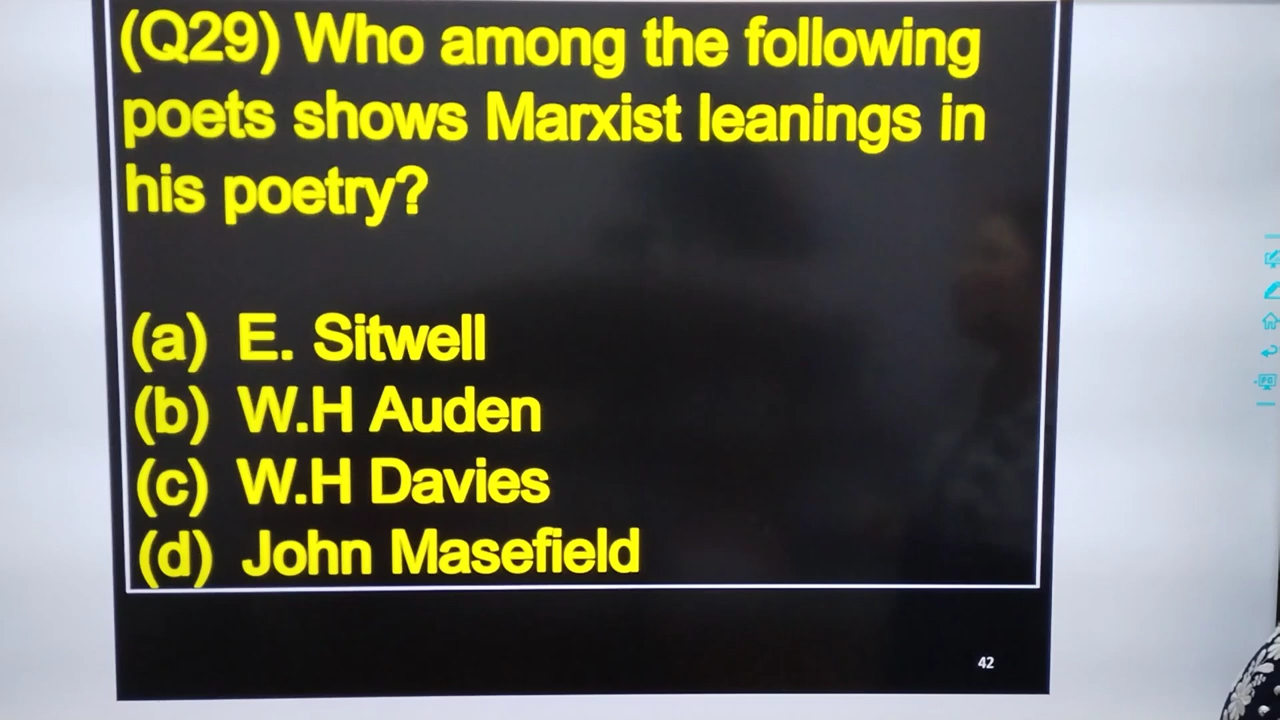 (Q29) Who among the following
poets shows Marxist leanings in
his poetry?
(a) E. Sitwell
(b) W.H Auden
(c) W.H Davies
(d) John Masefield
42